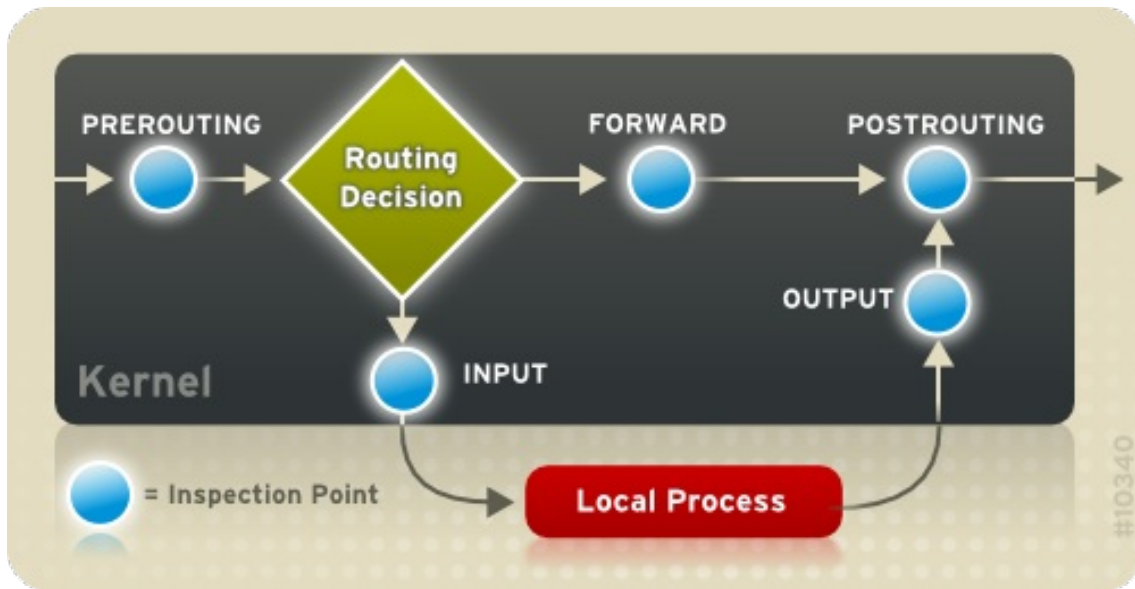 PREROUTING
Routing
Decision
FORWARD
POSTROUTING
OUTPUT
INPUT
Kernel
= Inspection Point
Local Process
#10340